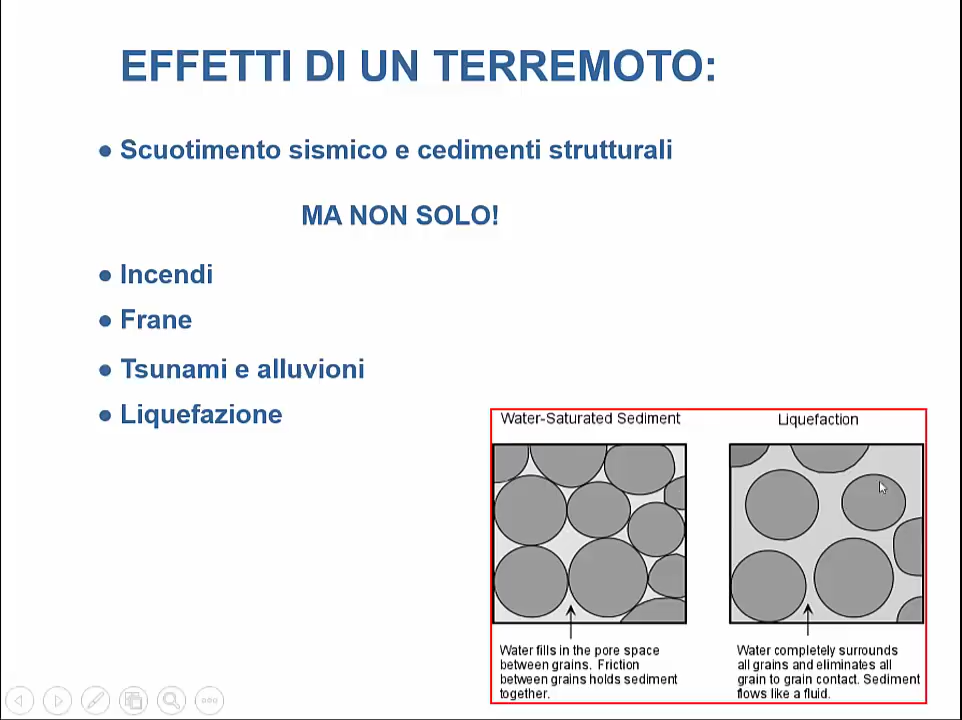 EFFETTI DI UN TERREMOTO:
● Scuotimento sismico e cedimenti strutturali
MA NON SOLO!
● Incendi
● Frane
● Tsunami e alluvioni
● Liquefazione
Water-Saturated Sediment
Water fills in the pore space
between grains. Friction
between grains holds sediment
together.
Liquefaction
Water completely surrounds
all grains and eliminates all
grain to grain contact. Sediment
flows like a fluid.